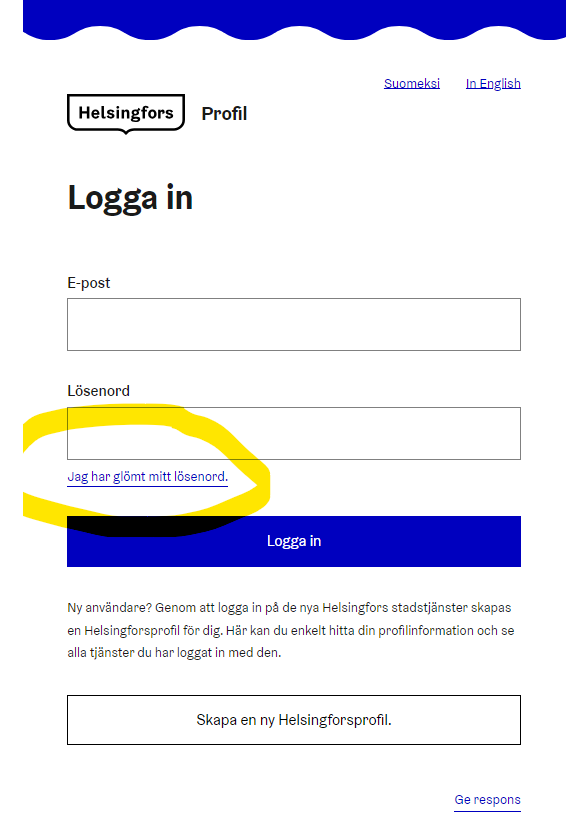 Suomeksi In English
Helsingfors Profil
Logga in
E-post
Lösenord
Jag har glömt mitt lösenord.
Logga in
Ny användare? Genom att logga in på de nya Helsingfors stadstjänster skapas
en Helsingforsprofil för dig. Här kan du enkelt hitta din profilinformation och se
alla tjänster du har loggat in med den.
Skapa en ny Helsingforsprofil.
Ge respons